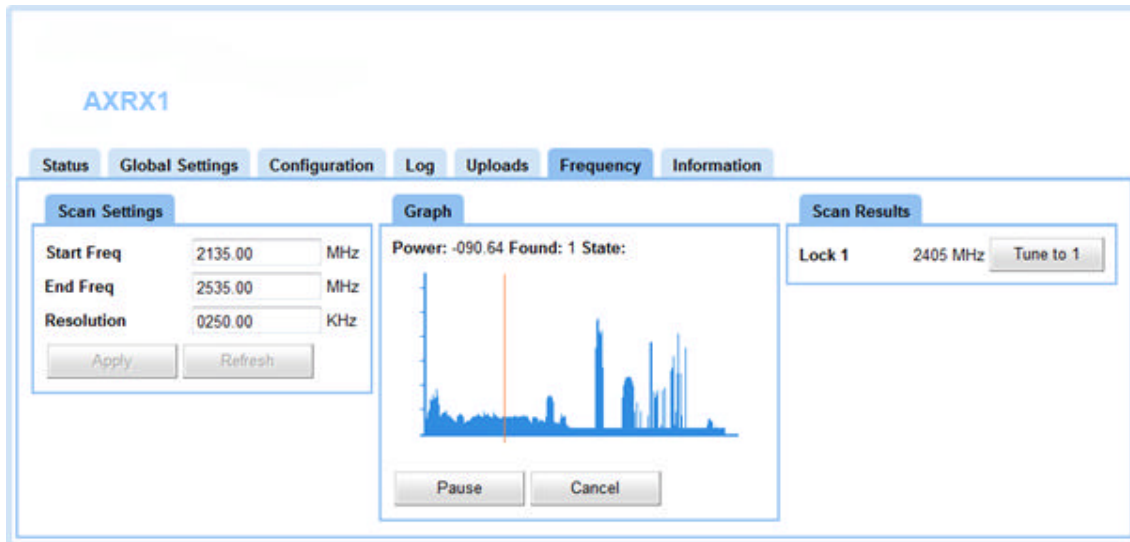 AXRX1
Status Global Settings Configuration Log Uploads Frequency Information
Scan Settings
Start Freq 2135.00 MHz
End Freq 2535.00 MHz
Resolution 0250.00 KHz
Apply Refresh
Graph
Power: -090.64 Found: 1 State:
Pause Cancel
Scan Results
Lock 1 2405 MHz Tune to 1